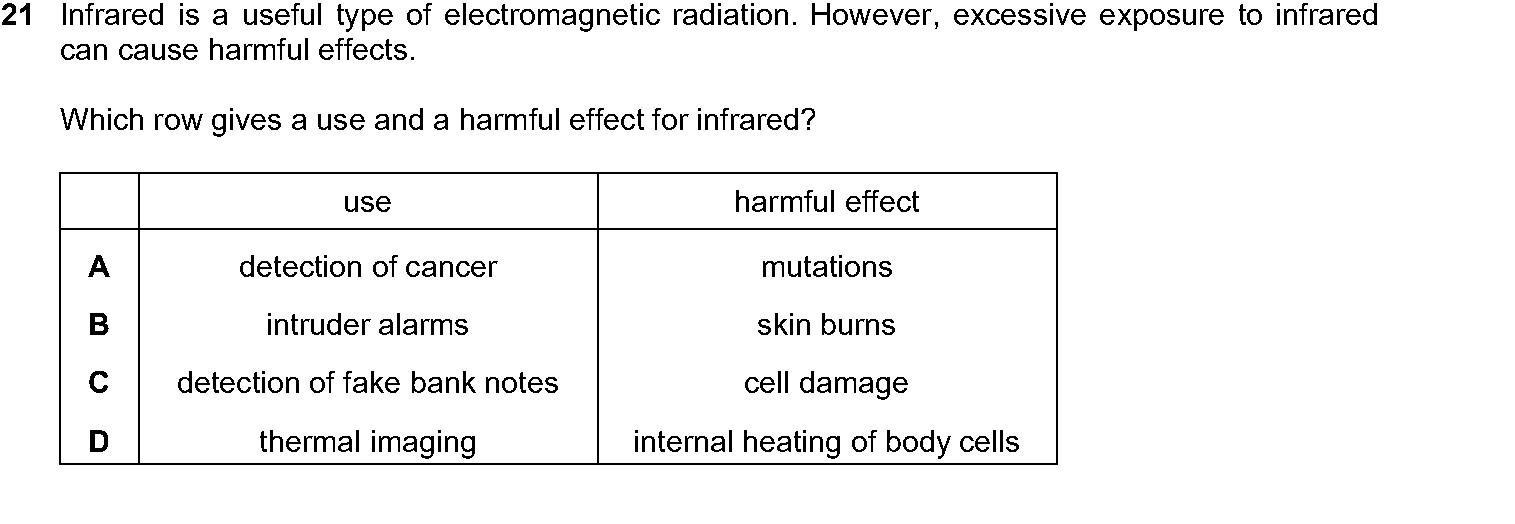 21 Infrared is a useful type of electromagnetic radiation. However, excessive exposure to infrared
can cause harmful effects.
Which row gives a use and a harmful effect for infrared?
use harmful effect
A detection of cancer mutations
B intruder alarms skin burns
C detection of fake bank notes cell damage
D thermal imaging internal heating of body cells